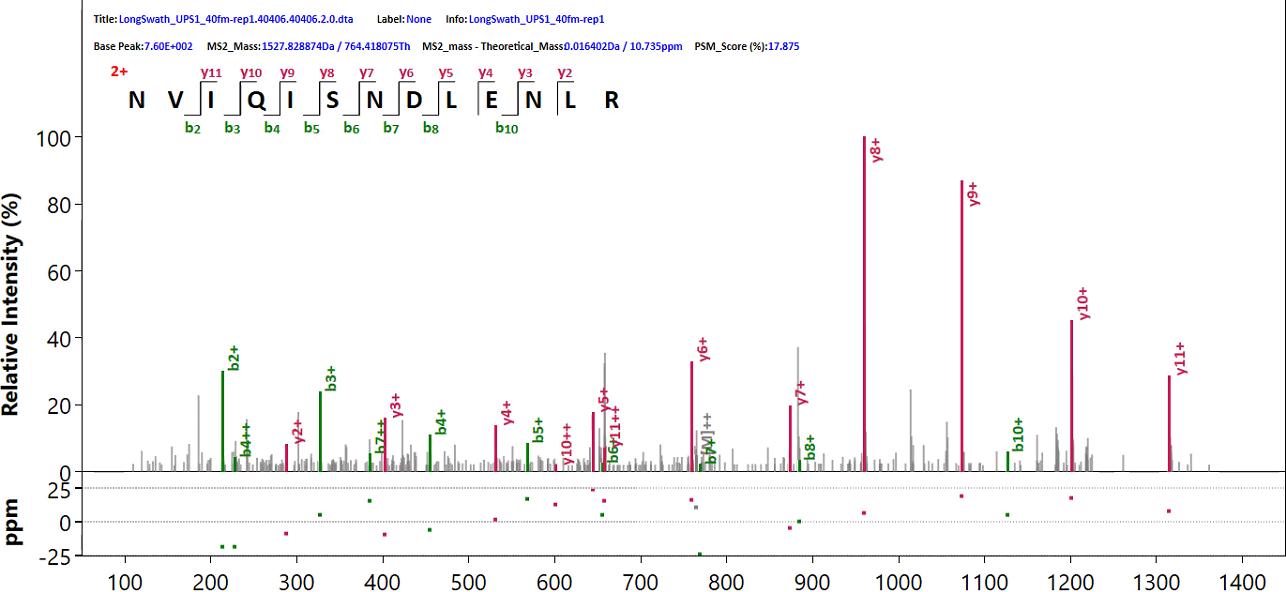 Title: LongSwath_UPS1_40fm-rep1.40406.40406.2.0.dta Label: None Info: LongSwath_UPS1_40fm-rep1
Base Peak:7.60E+002 MS2_Mass:1527.828874Da / 764.418075Th MS2_mass - Theoretical_Mass:0.016402Da / 10.735ppm PSM_Score (%):17.875
2+
y11 y10 y9 y8 y7 y6 y5 y4 y3 y2
N V I Q I S N D L E N L R
b2 b3 b4 b5 b6 b7 b8 b10
Relative Intensity (%)
100
80
60
40
20
0
b2+
b4++
y2+
b3+
b7++
y3+
b4+
y4+
b5+
y10++
y5+
b6+
y11++
y6+
[M]++
b7+
y7+
b8+
y8+
y9+
b10+
y10+
y11+
ppm
25
0
-25
100 200 300 400 500 600 700 800 900 1000 1100 1200 1300 1400